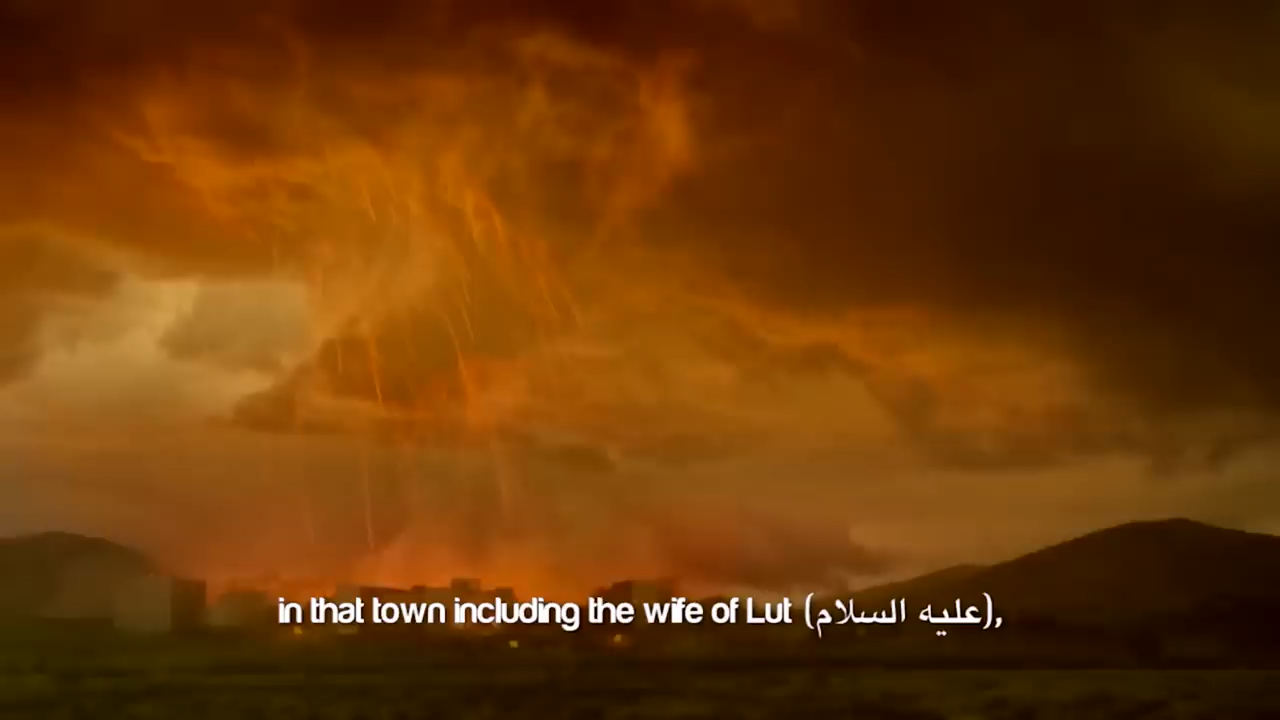 in that town including the wife of Lut (عليه السلام),